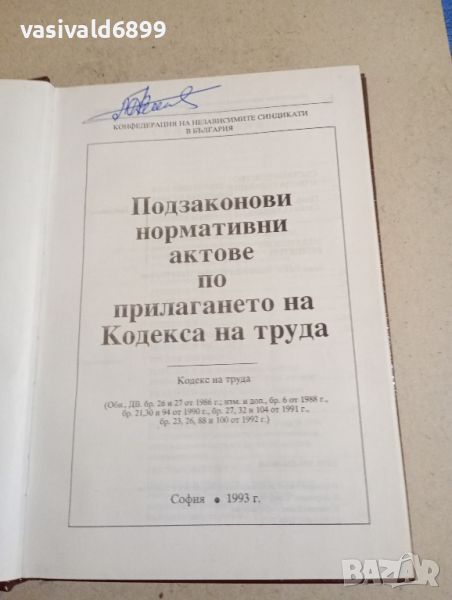 vasivald6899
КОНФЕДЕРАЦИЯ НА НЕЗАВИСИМИТЕ СИНДИКАТИ
В БЪЛГАРИЯ
Подзаконови
нормативни
актове
по
прилагането на
Кодекса на труда
Кодекс на труда
(Обн., ДВ. бр. 26 и 27 от 1986 г.; изм. и доп., бр. 6 от 1988 г.,
бр. 21,30 и 94 от 1990 г., бр. 27, 32 и 104 от 1991 г.,
бр. 23, 26, 88 и 100 от 1992 г.)
София • 1993 г.
BAZAR